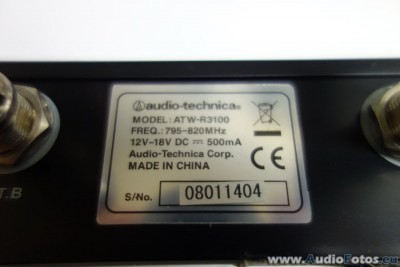 audio-technica®
MODEL: ATW-R3100
FREQ.: 795-820MHz
12V-18V DC ⎓ 500mA
Audio-Technica Corp.
MADE IN CHINA
CE
S/No. 08011404
T.B
www.AudioFotos.eu